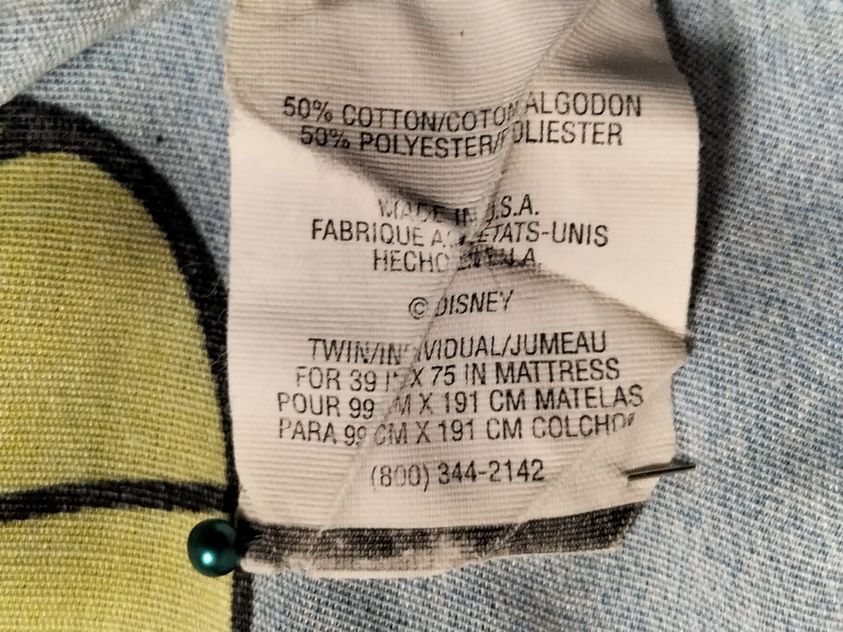 50% COTTON/COTON ALGODON
50% POLYESTER/POLIESTER
MADE IN U.S.A.
FABRIQUE AUX ETATS-UNIS
HECHO EN
© DISNEY
TWIN/INDIVIDUAL/JUMEAU
FOR 39 IN X 75 IN MATTRESS
POUR 99 CM X 191 CM MATELAS
PARA 99 CM X 191 CM COLCHON
(800) 344-2142